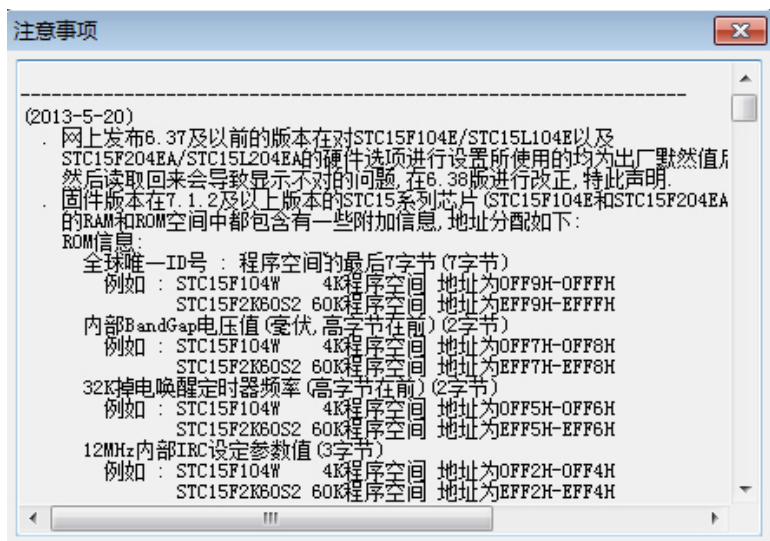 注意事项
----------------------------------------------------------------
(2013-5-20)
. 网上发布6.37及以前的版本在对STC15F104E/STC15L104E以及
STC15F204EA/STC15L204EA的硬件选项进行设置所使用的均为出厂默然值后
然后读取回来会导致显示不对的问题,在6.38版进行改正,特此声明.
. 固件版本在7.1.2及以上版本的STC15系列芯片(STC15F104E和STC15F204EA
的RAM和ROM空间中都包含有一些附加信息,地址分配如下:
ROM信息:
全球唯一ID号 : 程序空间的最后7字节(7字节)
例如 : STC15F104W 4K程序空间 地址为0FF9H-0FFFH
STC15F2K60S2 60K程序空间 地址为EFF9H-EFFFH
内部BandGap电压值(毫伏,高字节在前)(2字节)
例如 : STC15F104W 4K程序空间 地址为0FF7H-0FF8H
STC15F2K60S2 60K程序空间 地址为EFF7H-EFF8H
32K掉电唤醒定时器频率(高字节在前)(2字节)
例如 : STC15F104W 4K程序空间 地址为0FF5H-0FF6H
STC15F2K60S2 60K程序空间 地址为EFF5H-EFF6H
12MHz内部IRC设定参数值(3字节)
例如 : STC15F104W 4K程序空间 地址为0FF2H-0FF4H
STC15F2K60S2 60K程序空间 地址为EFF2H-EFF4H